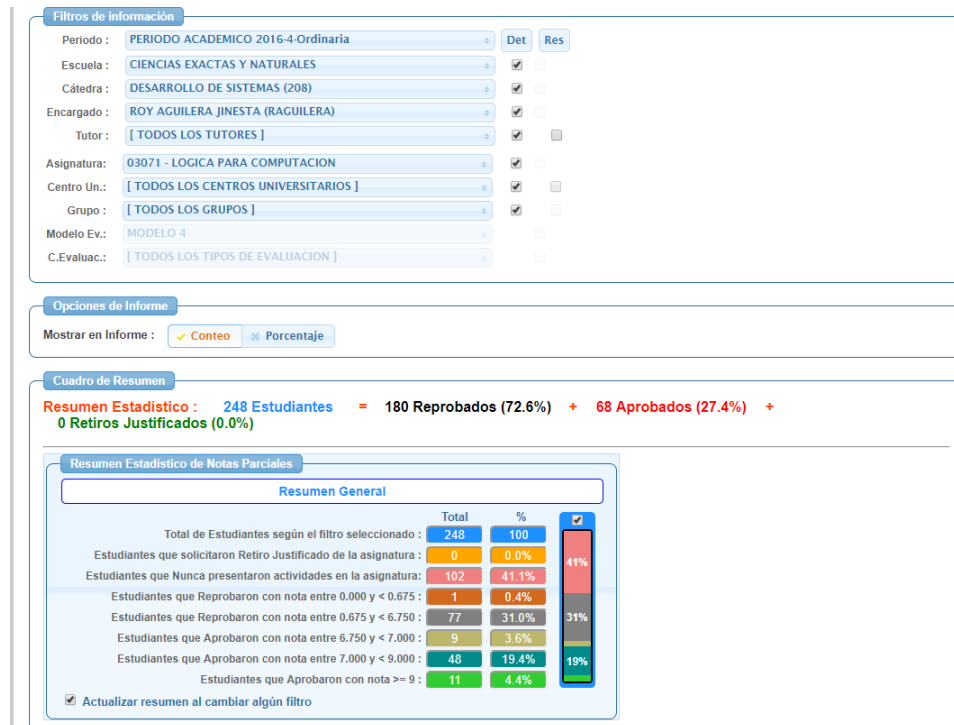 Filtros de información
Periodo : PERIODO ACADEMICO 2016-4-Ordinaria Det Res
Escuela : CIENCIAS EXACTAS Y NATURALES
Cátedra : DESARROLLO DE SISTEMAS (208)
Encargado : ROY AGUILERA JINESTA (RAGUILERA)
Tutor : [ TODOS LOS TUTORES ]
Asignatura: 03071 - LOGICA PARA COMPUTACION
Centro Un.: [ TODOS LOS CENTROS UNIVERSITARIOS ]
Grupo : [ TODOS LOS GRUPOS ]
Modelo Ev.: MODELO 4
C.Evaluac.: [ TODOS LOS TIPOS DE EVALUACION ]
Opciones de Informe
Mostrar en Informe : Conteo Porcentaje
Cuadro de Resumen
Resumen Estadístico : 248 Estudiantes = 180 Reprobados (72.6%) + 68 Aprobados (27.4%) +
0 Retiros Justificados (0.0%)
Resumen Estadístico de Notas Parciales
Resumen General
Total %
Total de Estudiantes según el filtro seleccionado : 248 100
Estudiantes que solicitaron Retiro Justificado de la asignatura : 0 0.0%
Estudiantes que Nunca presentaron actividades en la asignatura: 102 41.1% 41%
Estudiantes que Reprobaron con nota entre 0.000 y < 0.675 : 1 0.4%
Estudiantes que Reprobaron con nota entre 0.675 y < 6.750 : 77 31.0% 31%
Estudiantes que Aprobaron con nota entre 6.750 y < 7.000 : 9 3.6%
Estudiantes que Aprobaron con nota entre 7.000 y < 9.000 : 48 19.4% 19%
Estudiantes que Aprobaron con nota >= 9 : 11 4.4%
Actualizar resumen al cambiar algún filtro